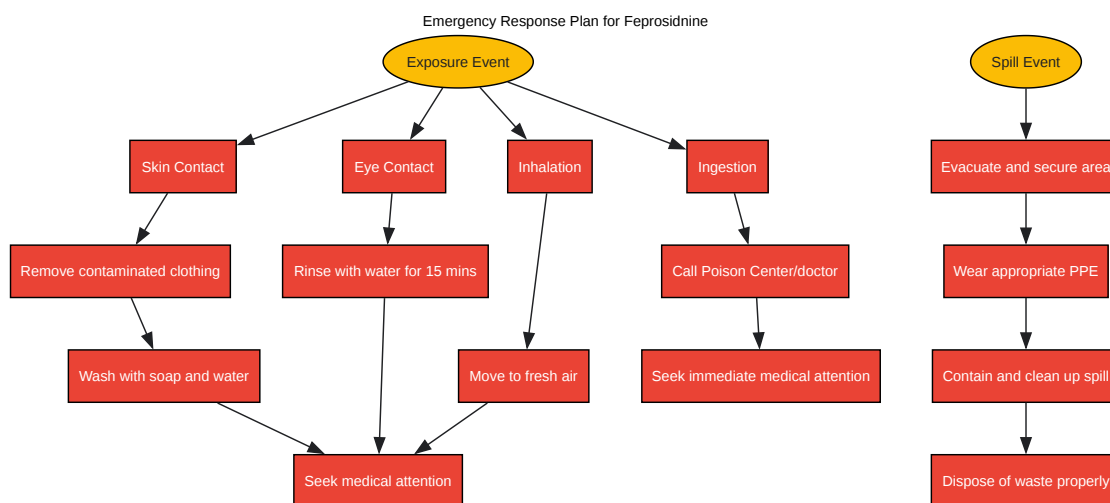 Emergency Response Plan for Feprosidnine
Exposure Event
Spill Event
Skin Contact
Eye Contact
Inhalation
Ingestion
Evacuate and secure area
Remove contaminated clothing
Rinse with water for 15 mins
Call Poison Center/doctor
Wear appropriate PPE
Wash with soap and water
Move to fresh air
Seek immediate medical attention
Contain and clean up spill
Seek medical attention
Dispose of waste properly